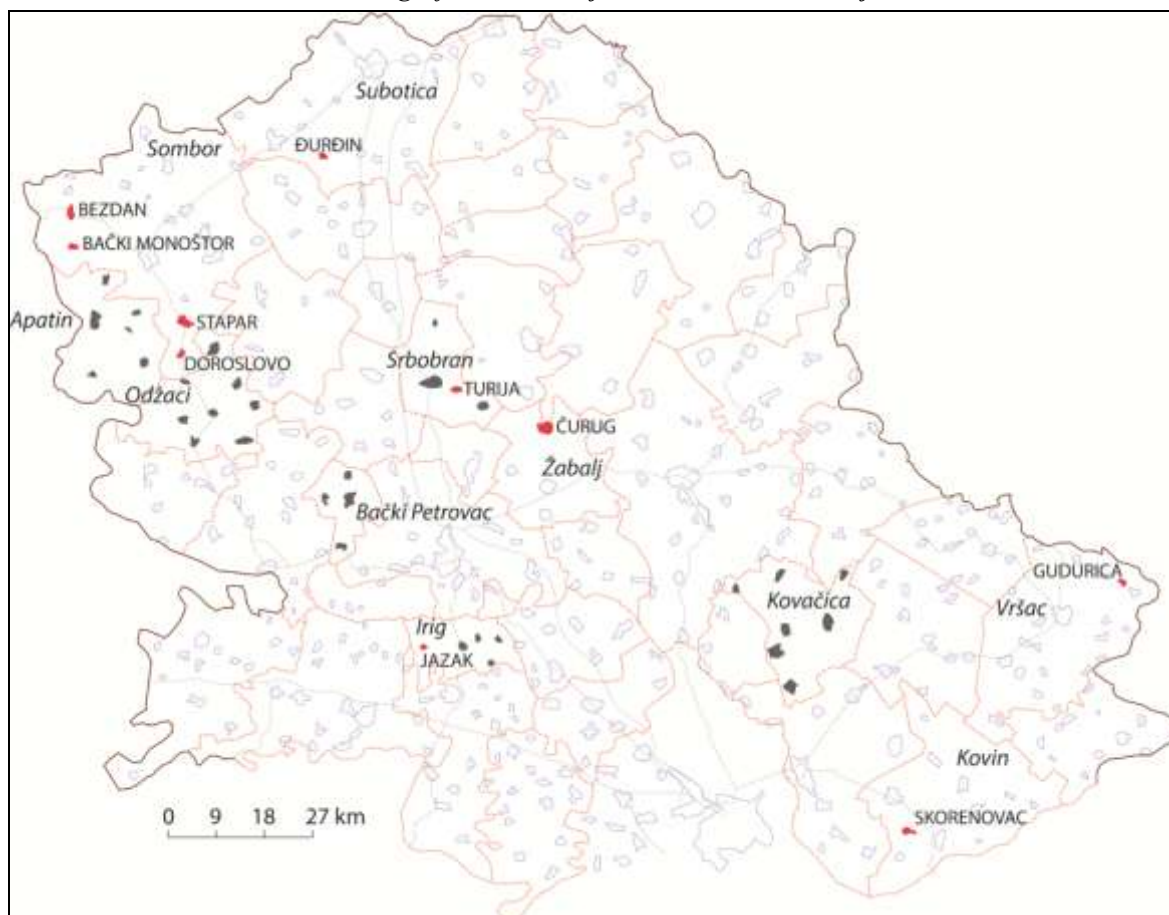 Subotica
ĐURĐIN
Sombor
BEZDAN
BAČKI MONOŠTOR
Apatin
STAPAR
DOROSLOVO
Srbobran
Odžaci
TURIJA
ČURUG
Žabalj
Bački Petrovac
GUDURICA
Kovačica
Vršac
Irig
JAZAK
Kovin
0 9 18 27 km
SKORENOVAC